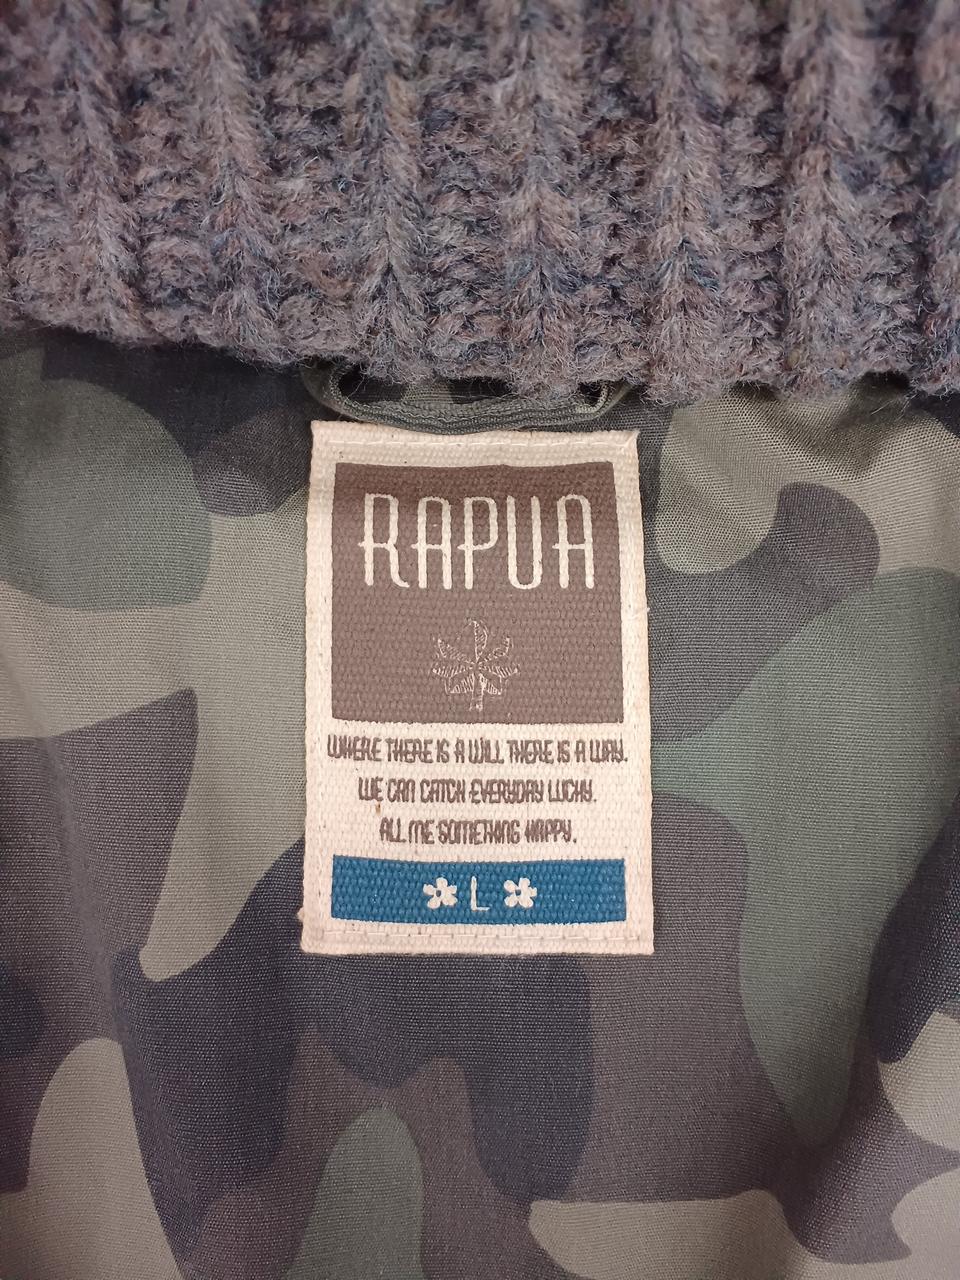 RAPUA
WHERE THERE IS A WILL THERE IS A WAY.
WE CAN CATCH EVERYDAY LUCKY.
ALL ME SOMETHING HAPPY.
L